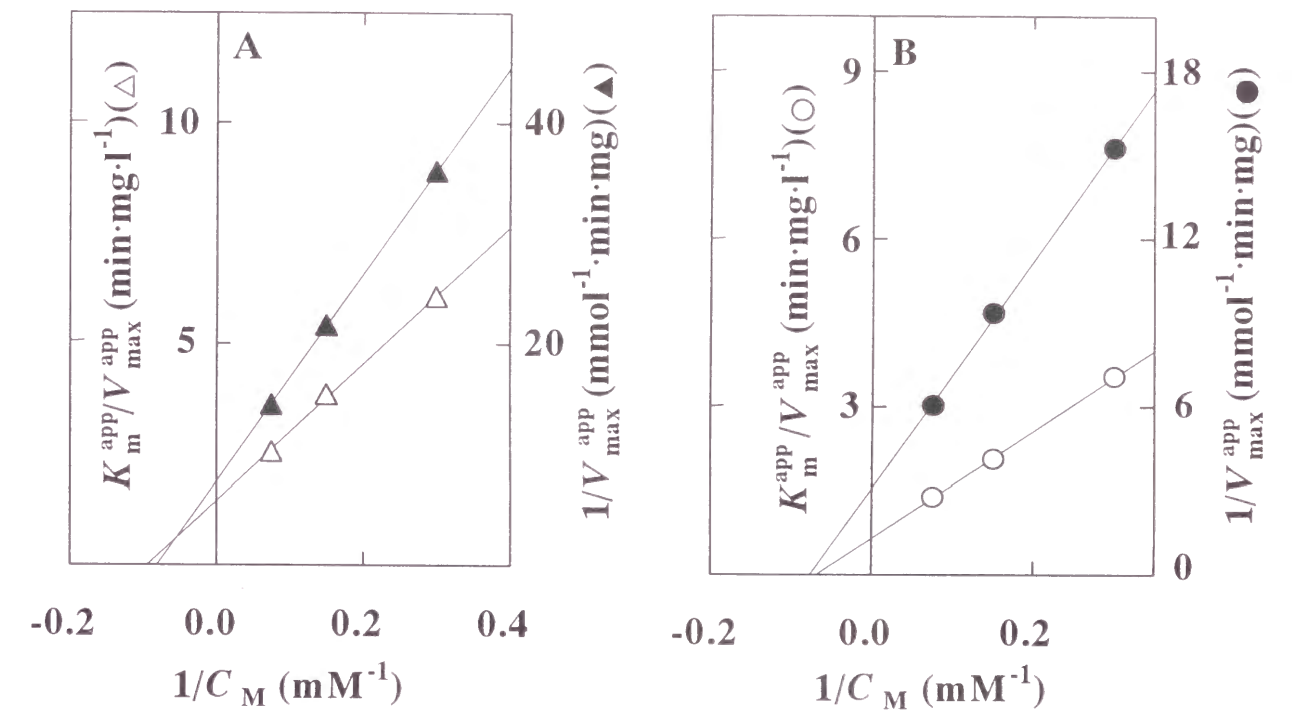 A
K_m^app/V_max^app (min·mg·l^-1)(△)
10
5
40
20
1/V_max^app (mmol^-1·min·mg)(▲)
-0.2 0.0 0.2 0.4
1/C_M (mM^-1)
B
K_m^app/V_max^app (min·mg·l^-1)(○)
9
6
3
18
12
6
0
1/V_max^app (mmol^-1·min·mg)(●)
-0.2 0.0 0.2
1/C_M (mM^-1)